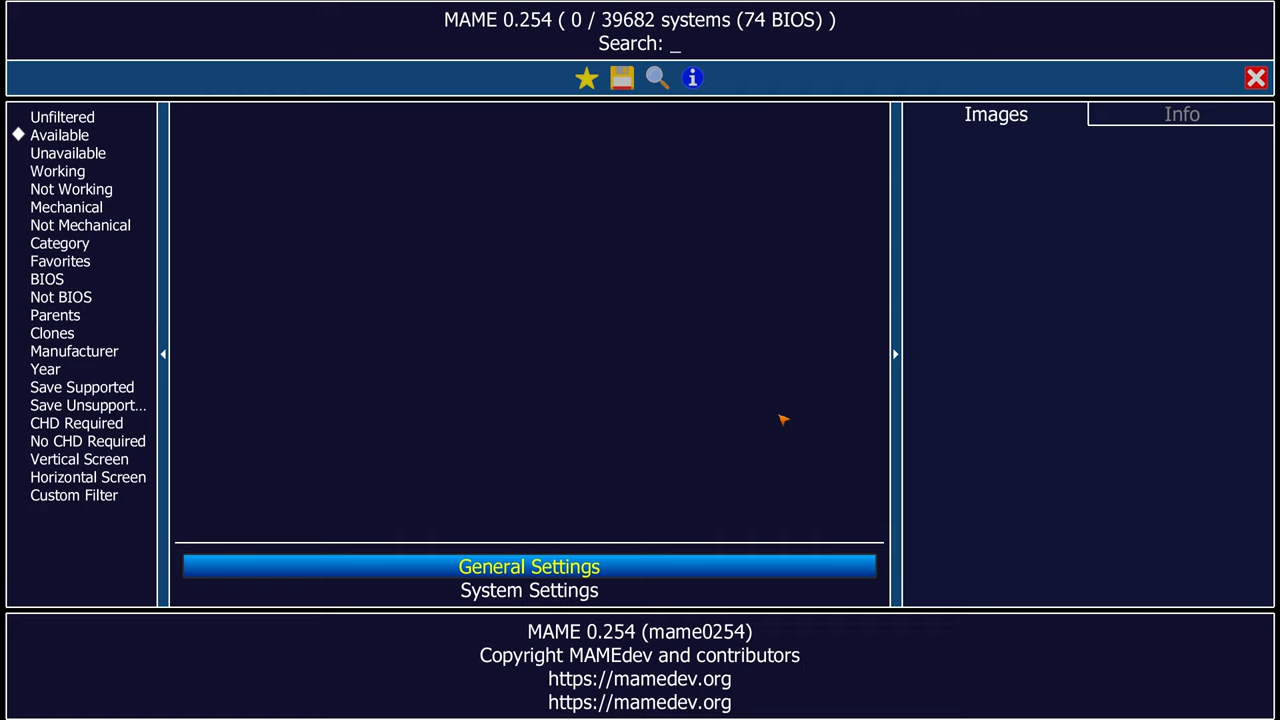 MAME 0.254 ( 0 / 39682 systems (74 BIOS) )
Search: _
Unfiltered
Available
Unavailable
Working
Not Working
Mechanical
Not Mechanical
Category
Favorites
BIOS
Not BIOS
Parents
Clones
Manufacturer
Year
Save Supported
Save Unsupport...
CHD Required
No CHD Required
Vertical Screen
Horizontal Screen
Custom Filter
General Settings
System Settings
Images
Info
MAME 0.254 (mame0254)
Copyright MAMEdev and contributors
https://mamedev.org
https://mamedev.org